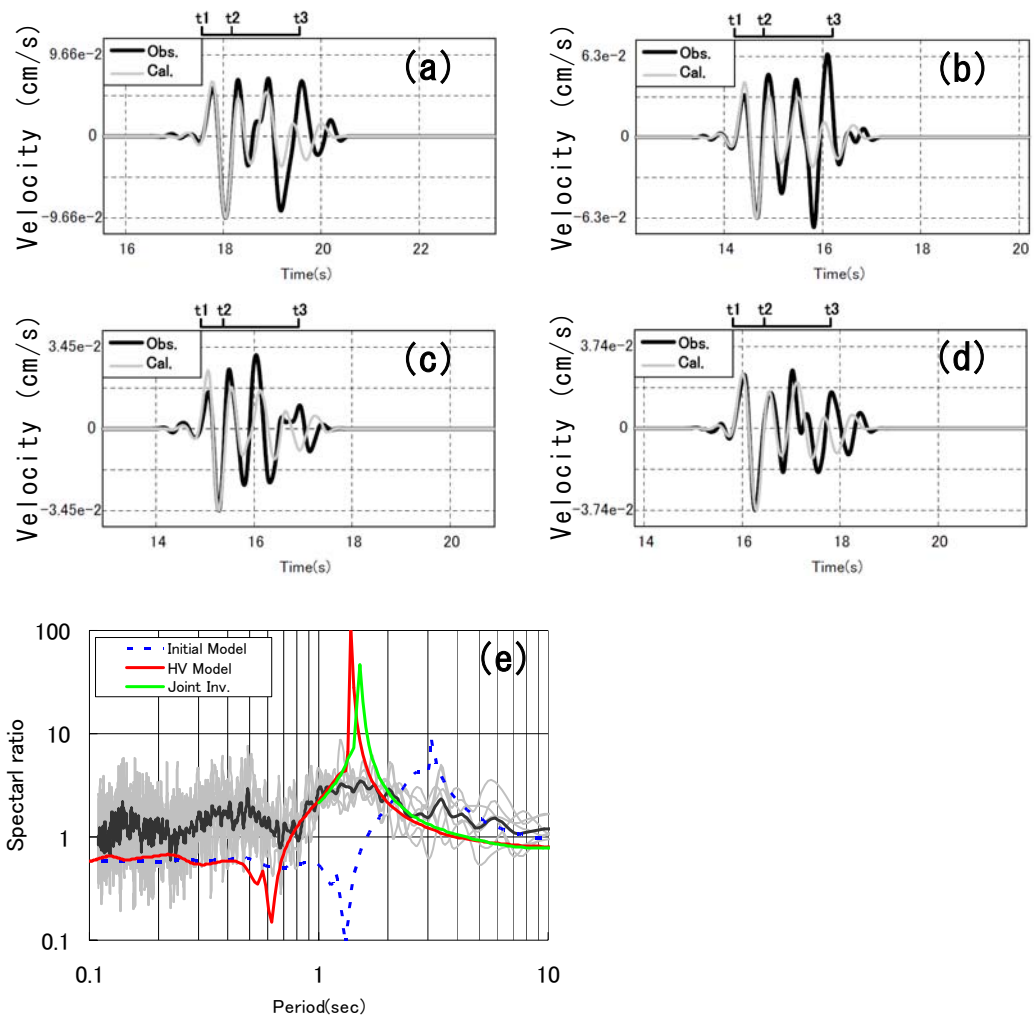 t1 t2 t3
Obs.
Cal.
(a)
Velocity (cm/s)
9.66e-2
0
-9.66e-2
16 18 20 22
Time(s)
t1 t2 t3
Obs.
Cal.
(b)
Velocity (cm/s)
6.3e-2
0
-6.3e-2
14 16 18 20
Time(s)
t1 t2 t3
Obs.
Cal.
(c)
Velocity (cm/s)
3.45e-2
0
-3.45e-2
14 16 18 20
Time(s)
t1 t2 t3
Obs.
Cal.
(d)
Velocity (cm/s)
3.74e-2
0
-3.74e-2
14 16 18 20
Time(s)
Initial Model
HV Model
Joint Inv.
(e)
Spectarl ratio
100
10
1
0.1
0.1 1 10
Period(sec)